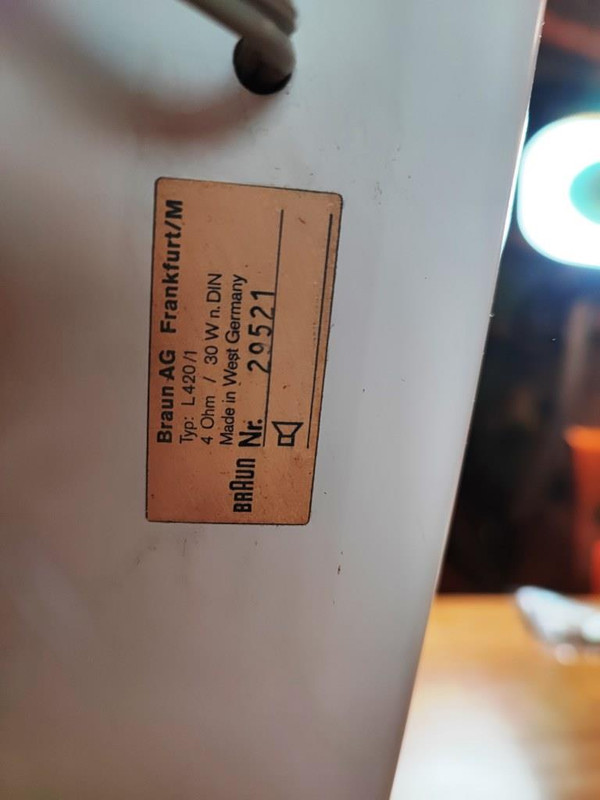 Braun AG Frankfurt/M
Typ: L 420/1
4 Ohm / 30 W n. DIN
Made in West Germany
BRAUN Nr. 29521